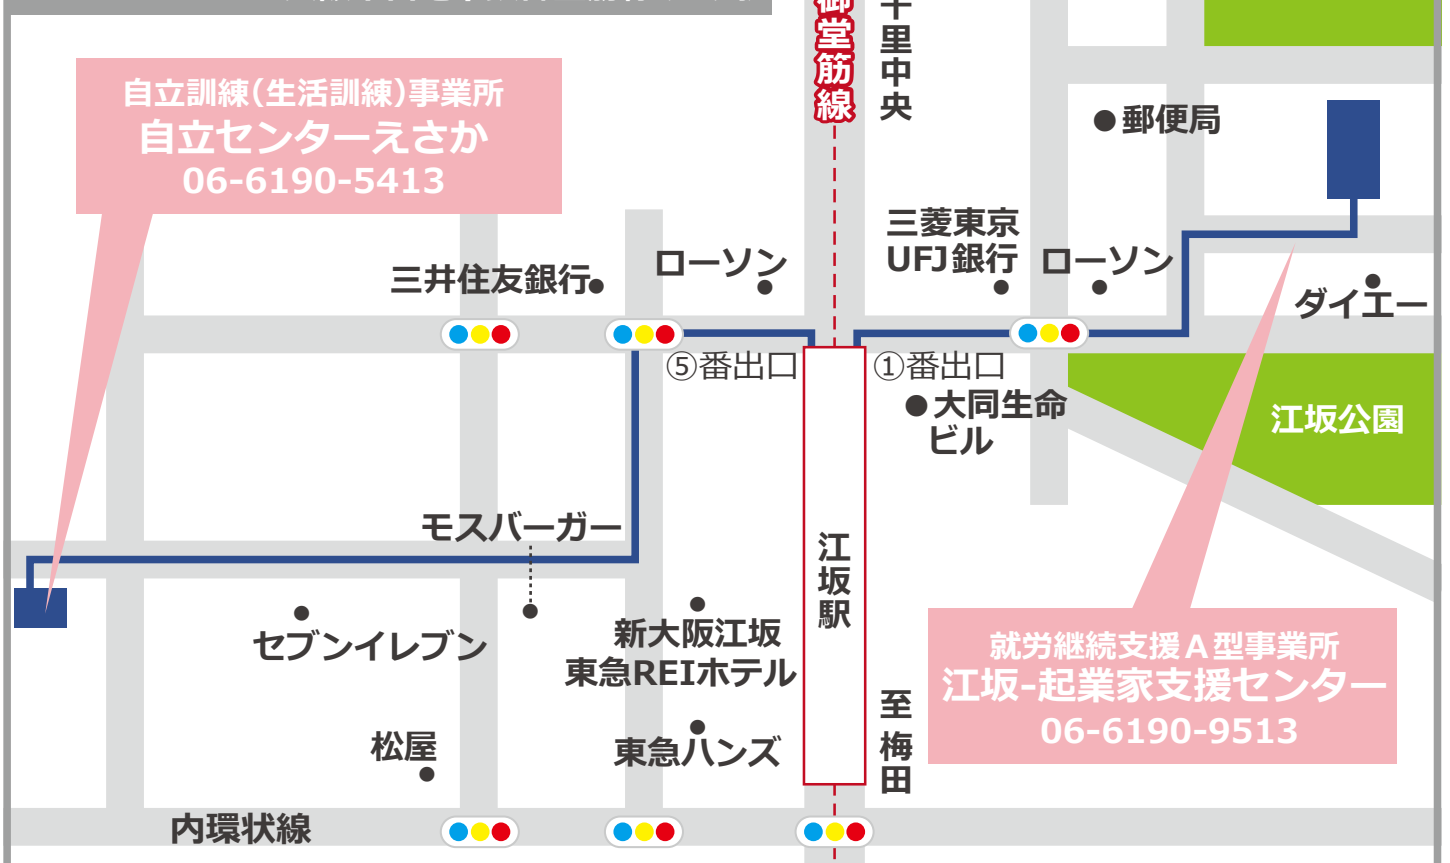 自立訓練(生活訓練)事業所
自立センターえさか
06-6190-5413
御堂筋線
千里中央
郵便局
三菱東京
UFJ銀行
ローソン
ローソン
三井住友銀行
ダイエー
⑤番出口
①番出口
大同生命
ビル
江坂公園
モスバーガー
江坂駅
セブンイレブン
新大阪江坂
東急REIホテル
就労継続支援A型事業所
江坂-起業家支援センター
06-6190-9513
至梅田
松屋
東急ハンズ
内環状線